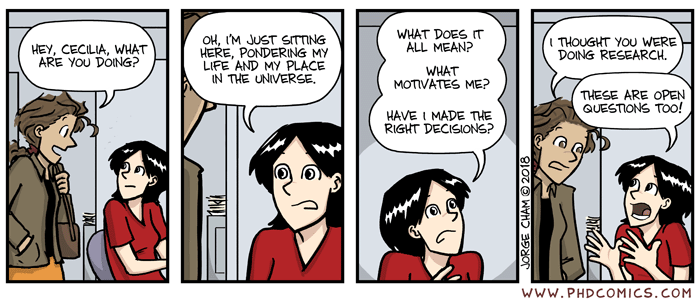 HEY, CECILIA, WHAT
ARE YOU DOING?
OH, I'M JUST SITTING
HERE, PONDERING MY
LIFE AND MY PLACE
IN THE UNIVERSE.
WHAT DOES IT
ALL MEAN?
WHAT
MOTIVATES ME?
HAVE I MADE THE
RIGHT DECISIONS?
I THOUGHT YOU WERE
DOING RESEARCH.
THESE ARE OPEN
QUESTIONS TOO!
JORGE CHAM © 2018
WWW.PHDCOMICS.COM